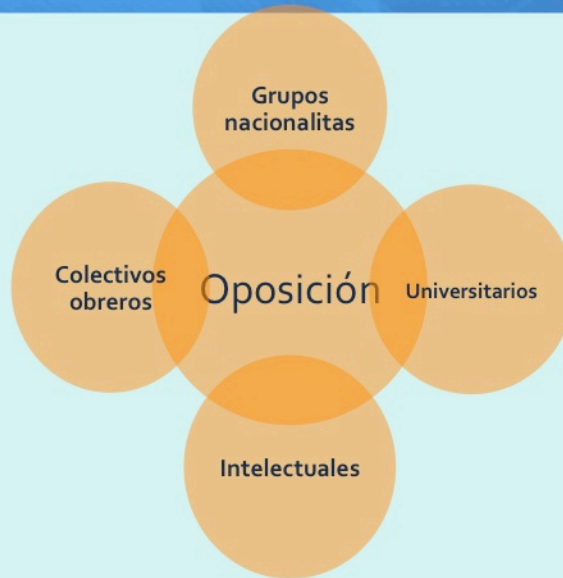 Grupos
nacionalitas
Colectivos
obreros
Oposición
Universitarios
Intelectuales